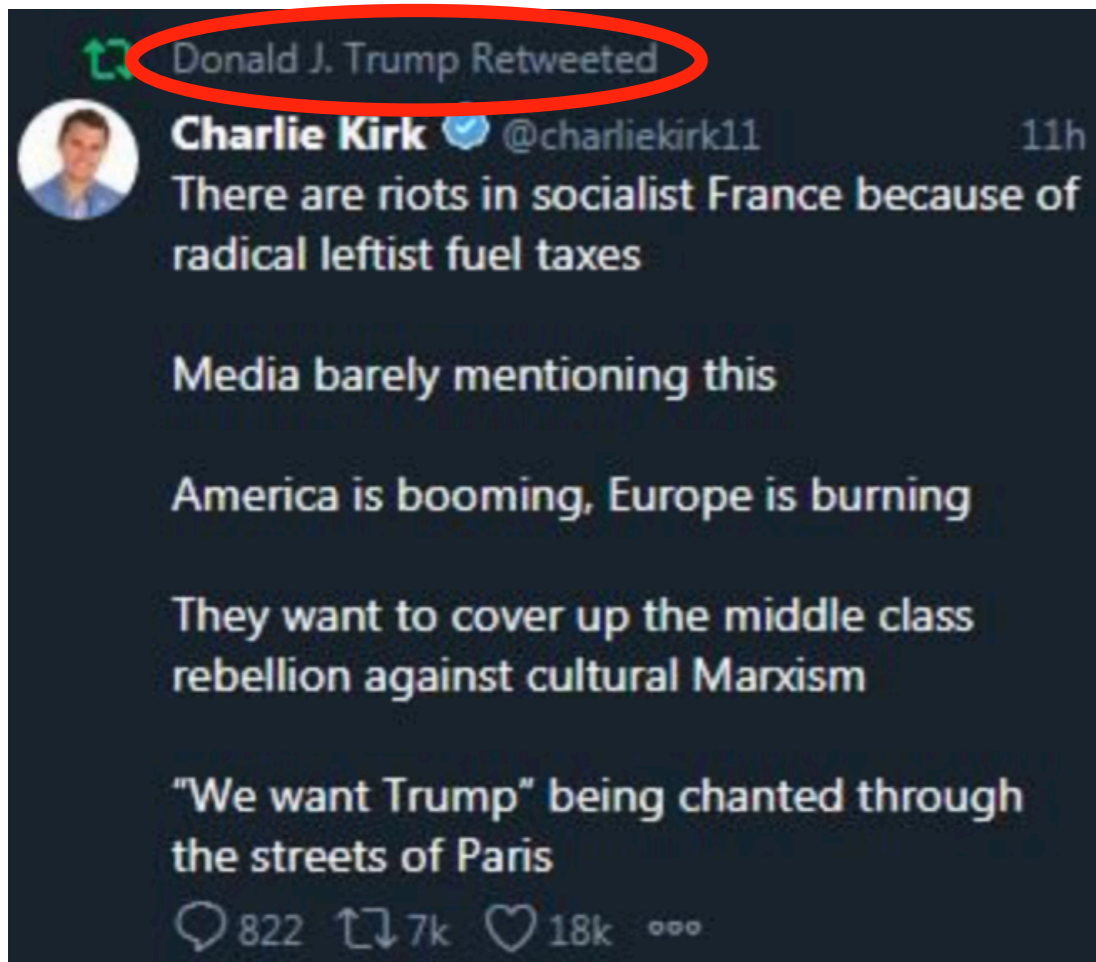 Donald J. Trump Retweeted
Charlie Kirk @charliekirk11 11h
There are riots in socialist France because of
radical leftist fuel taxes
Media barely mentioning this
America is booming, Europe is burning
They want to cover up the middle class
rebellion against cultural Marxism
"We want Trump" being chanted through
the streets of Paris
822 7k 18k